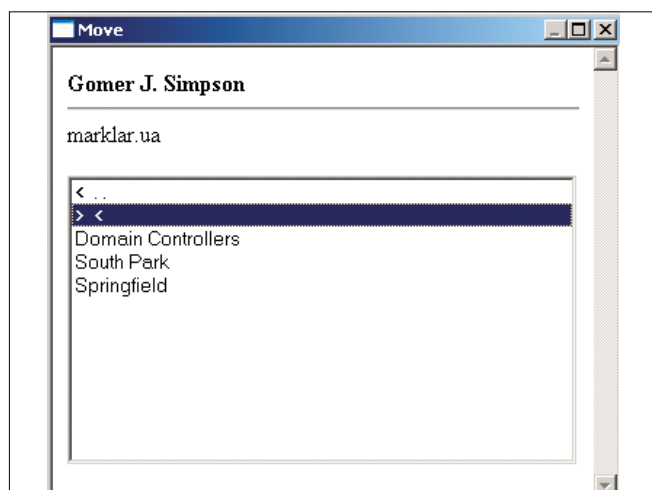 Move
Gomer J. Simpson
marklar.ua
< ..
> <
Domain Controllers
South Park
Springfield